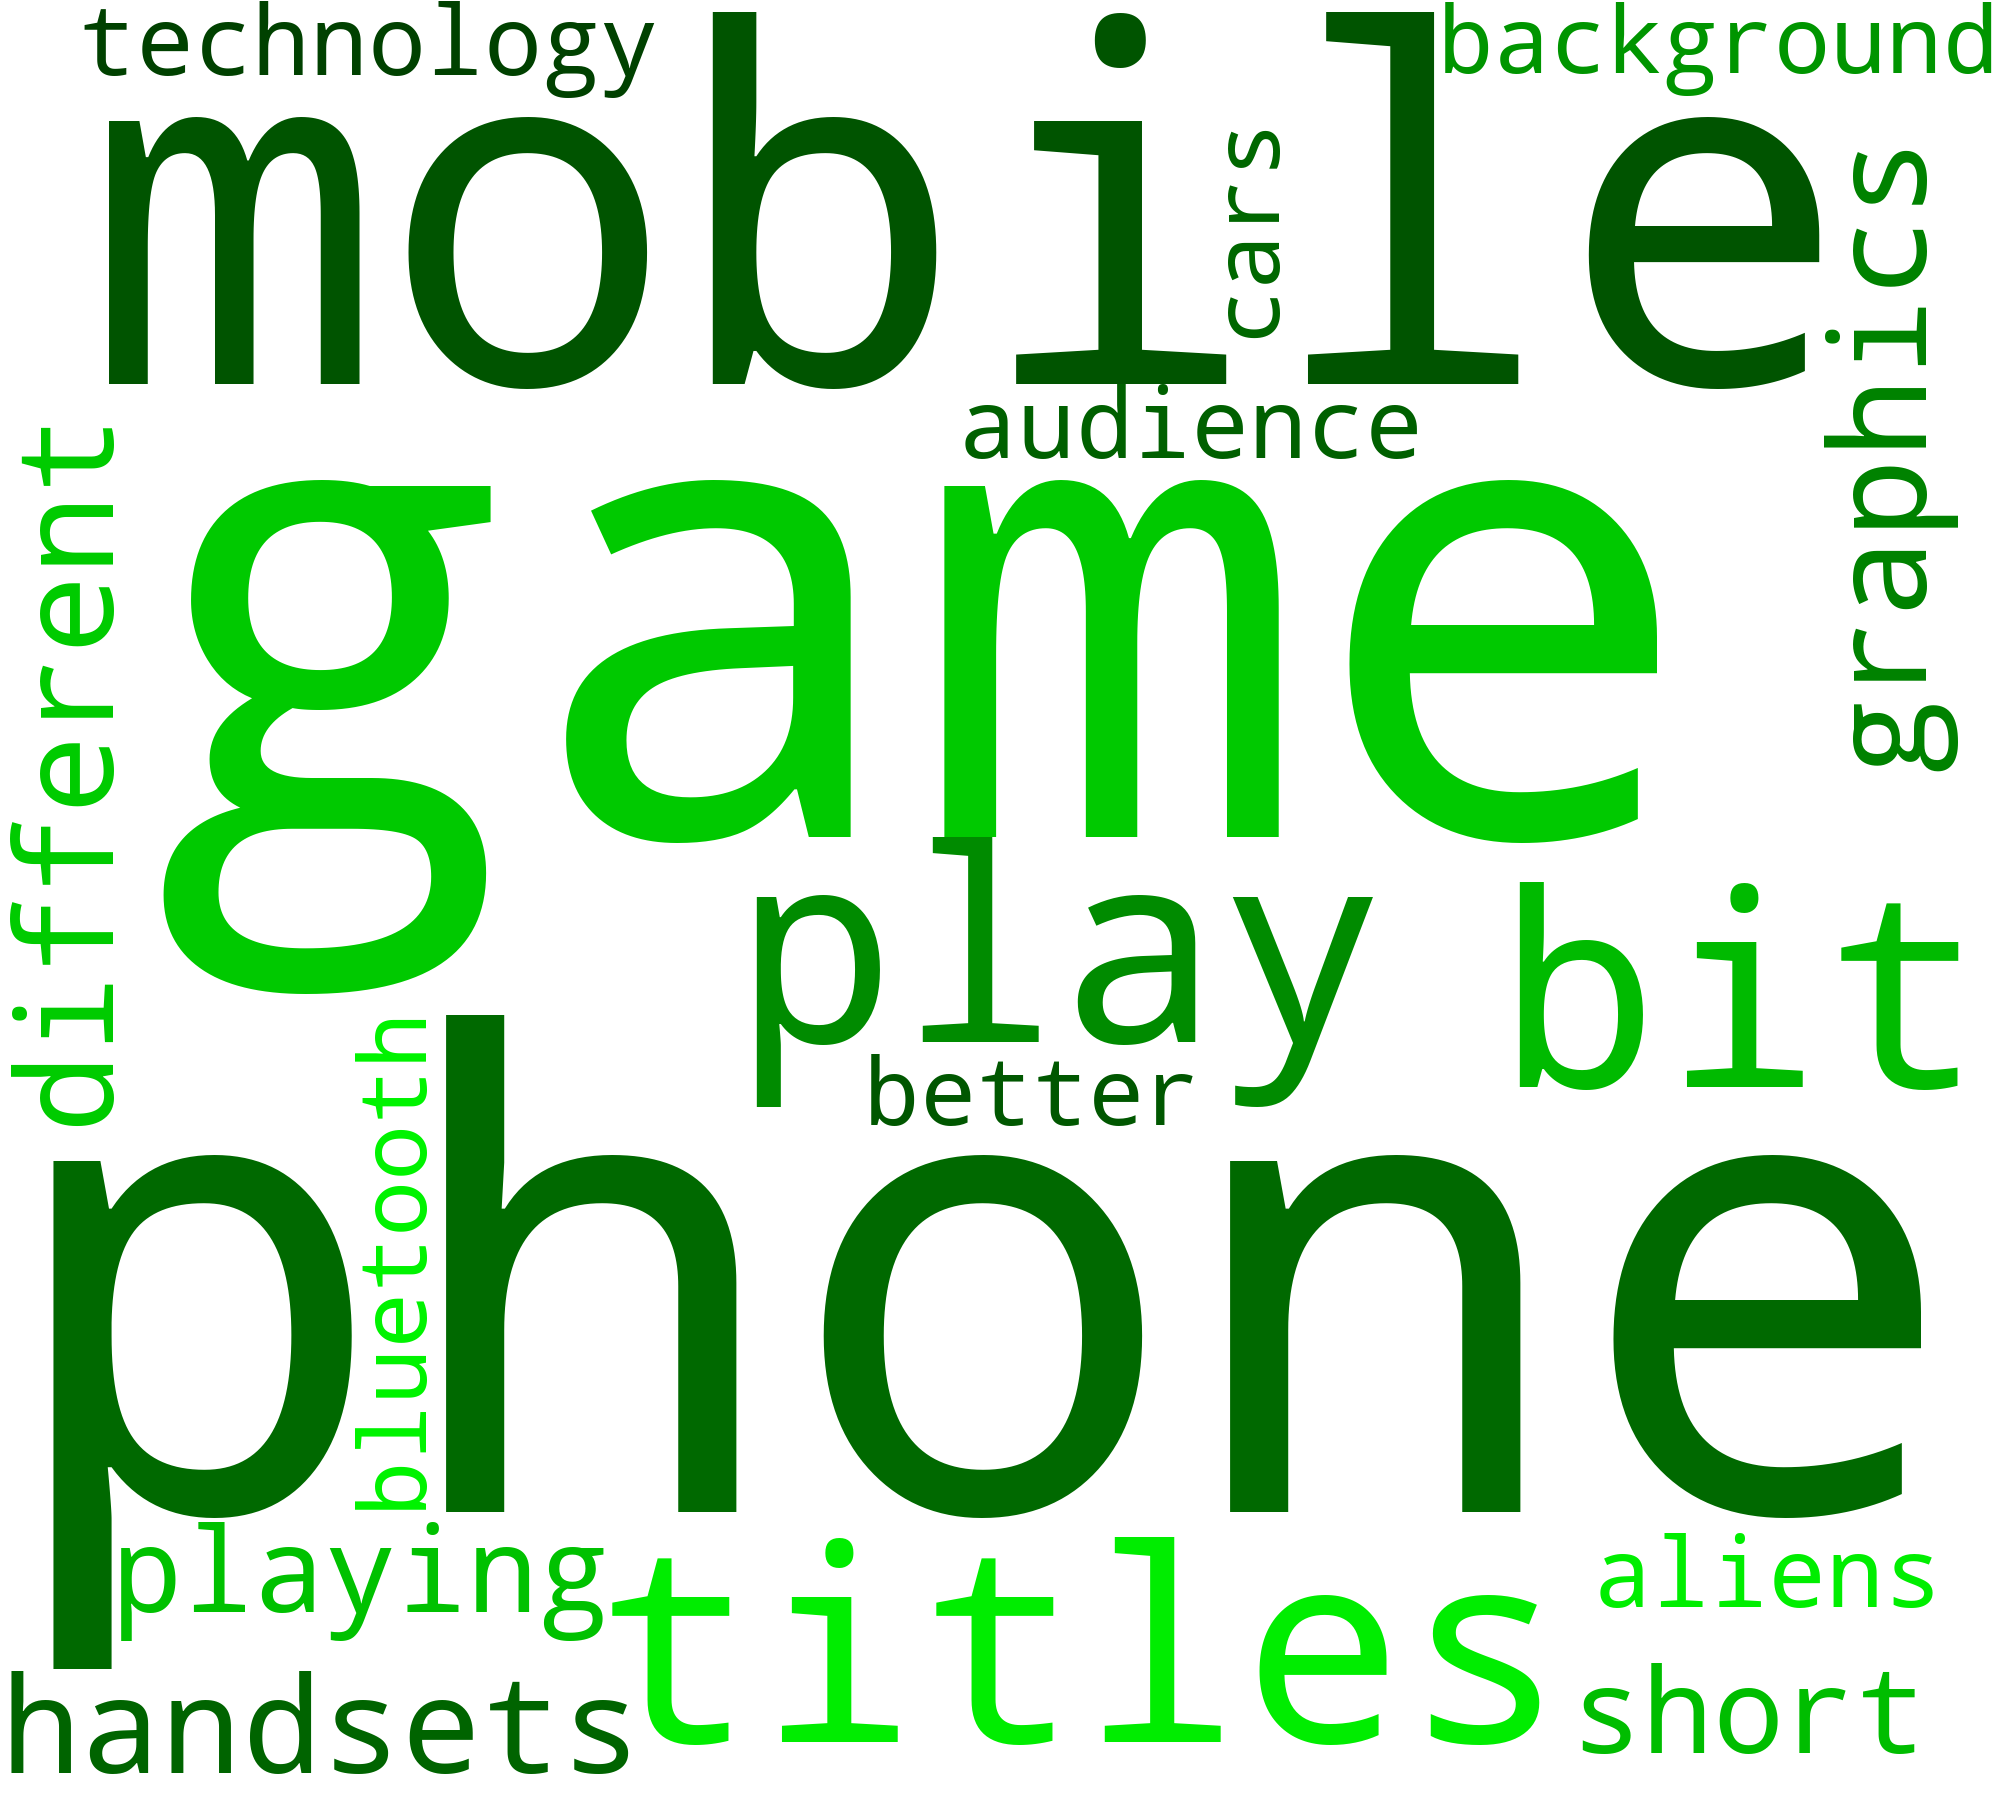 technology
background
mobile
cars
graphics
audience
different
game
play
bit
better
bluetooth
phone
playing
titles
aliens
handsets
short